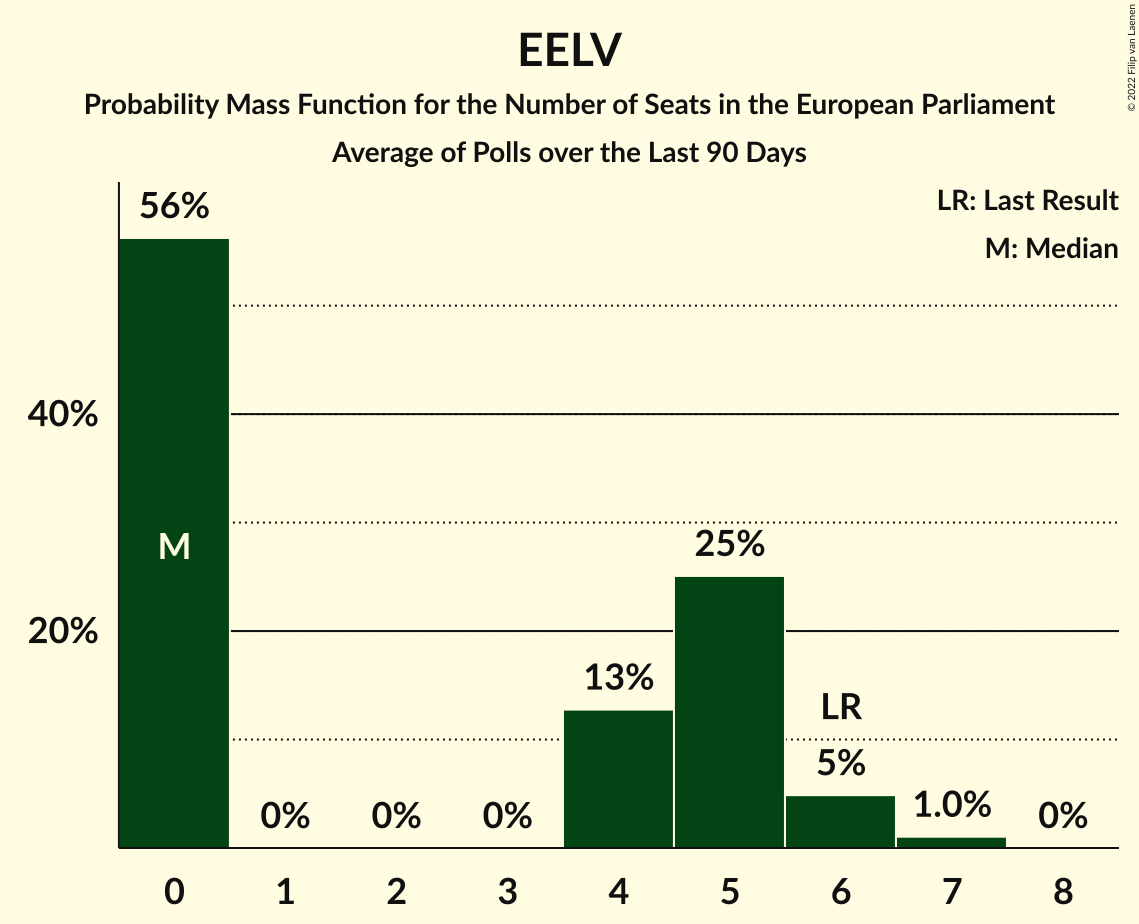 EELV
Probability Mass Function for the Number of Seats in the European Parliament
Average of Polls over the Last 90 Days
© 2022 Filip van Laenen
LR: Last Result
M: Median
56%
40%
M
25%
20%
13%
LR
5%
1.0%
0% 0% 0% 0%
0 1 2 3 4 5 6 7 8